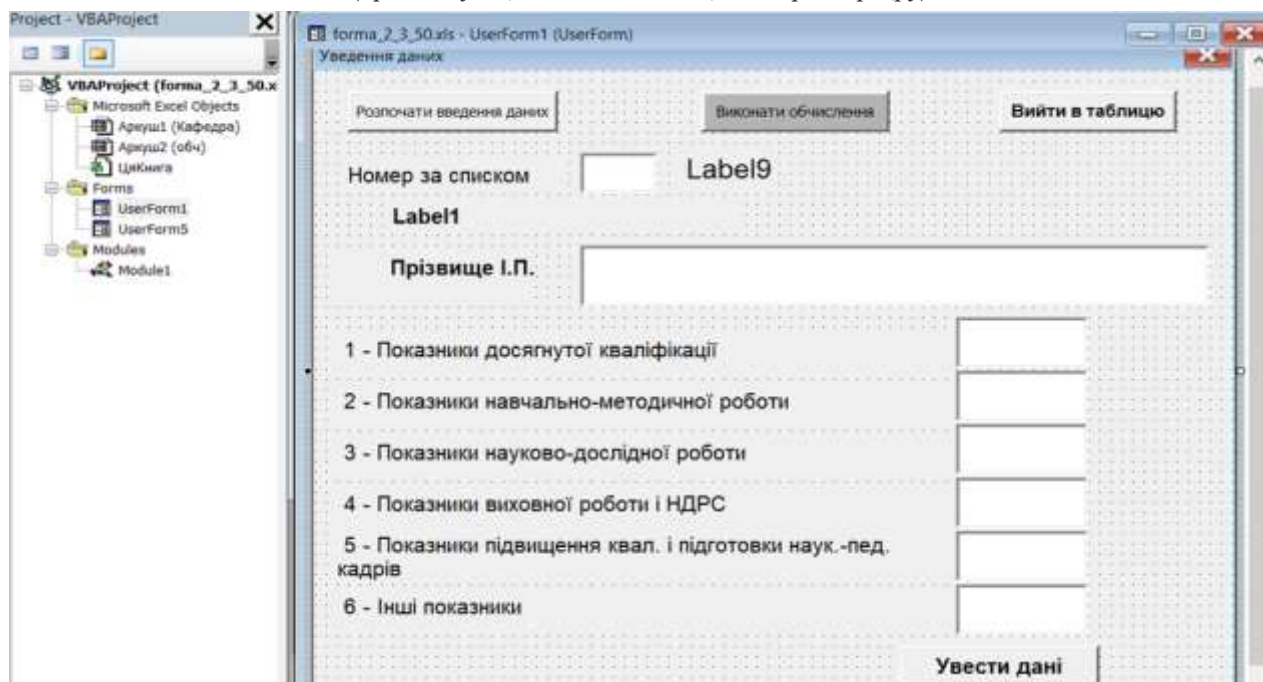 Project - VBAProject
VBAProject (forma_2_3_50.x
Microsoft Excel Objects
Аркуш1 (Кафедра)
Аркуш2 (обч)
ЦяКнига
Forms
UserForm1
UserForm5
Modules
Module1
forma_2_3_50.xls - UserForm1 (UserForm)
Уведення даних
Розпочати введення даних
Виконати обчислення
Вийти в таблицю
Номер за списком
Label9
Label1
Прізвище І.П.
1 - Показники досягнутої кваліфікації
2 - Показники навчально-методичної роботи
3 - Показники науково-дослідної роботи
4 - Показники виховної роботи і НДРС
5 - Показники підвищення квал. і підготовки наук.-пед.
кадрів
6 - Інші показники
Увести дані